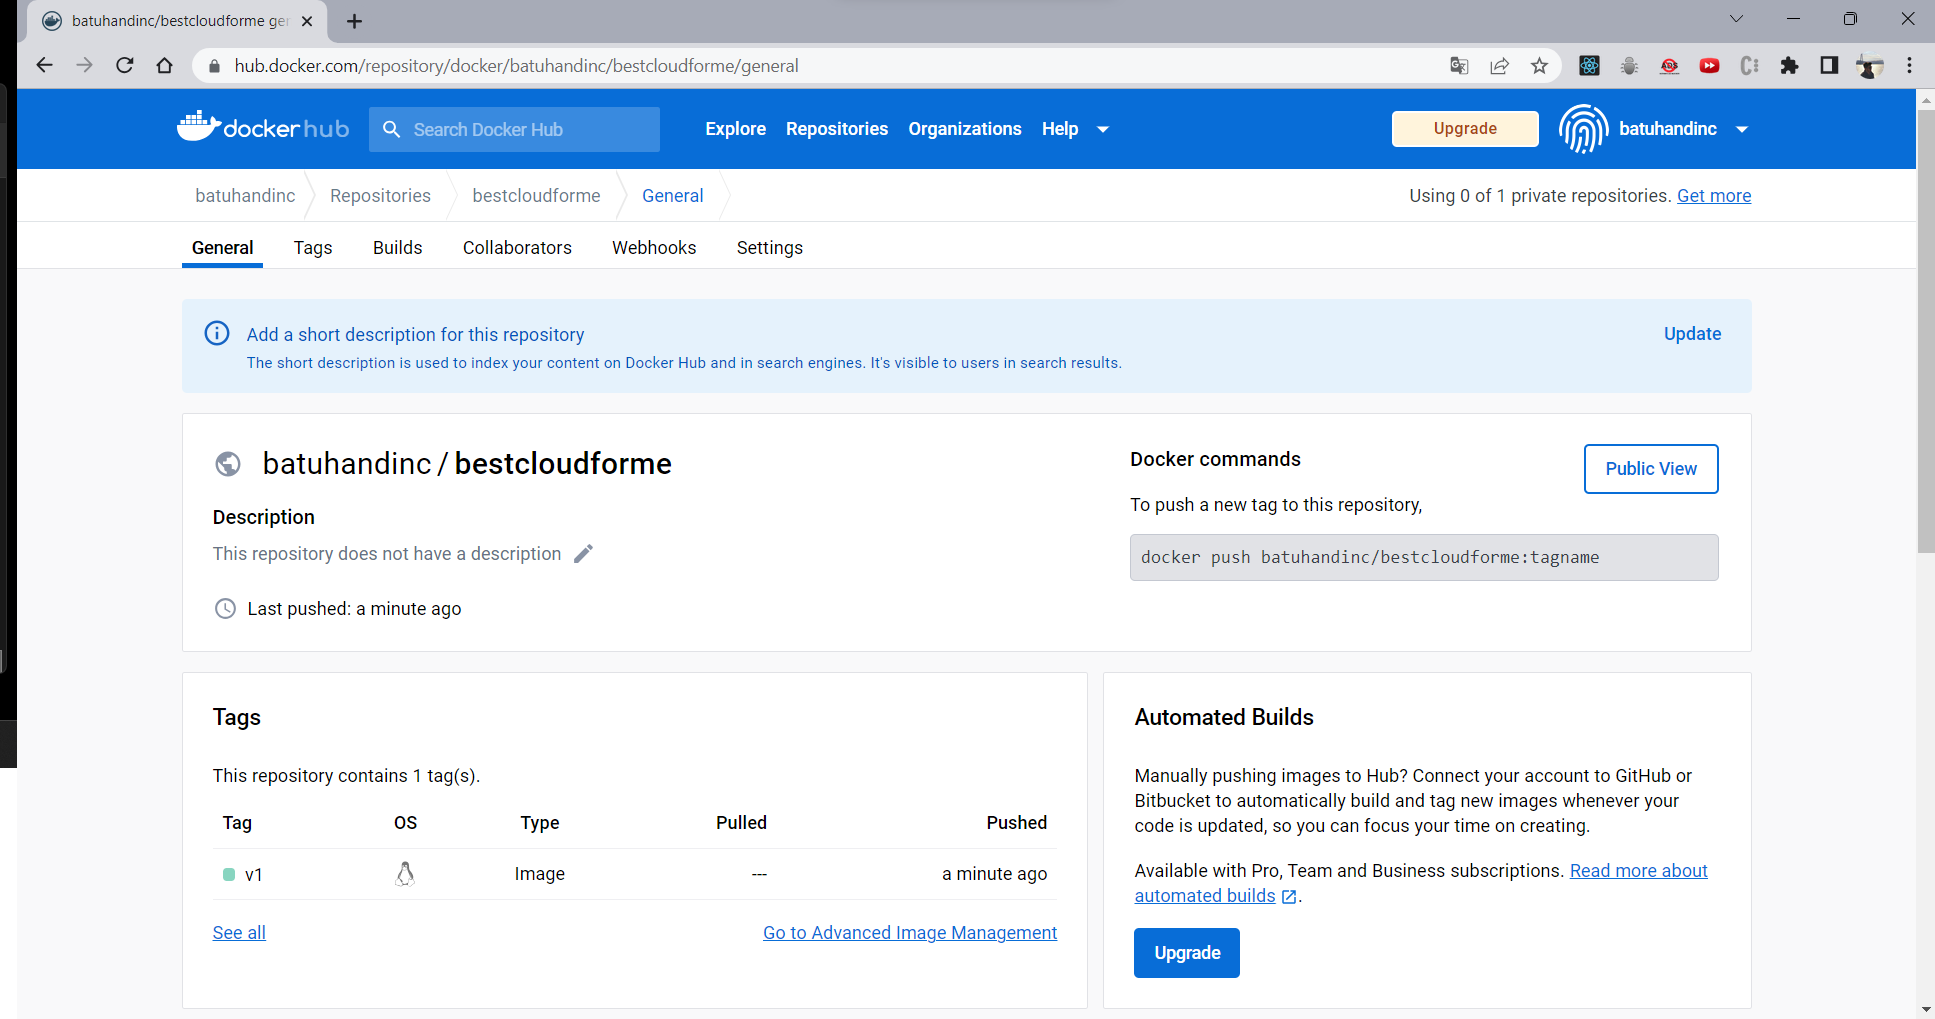 batuhandinc/bestcloudforme ger
hub.docker.com/repository/docker/batuhandinc/bestcloudforme/general
docker hub
Search Docker Hub
Explore
Repositories
Organizations
Help
Upgrade
batuhandinc
batuhandinc
Repositories
bestcloudforme
General
Using 0 of 1 private repositories. Get more
General
Tags
Builds
Collaborators
Webhooks
Settings
Add a short description for this repository
Update
The short description is used to index your content on Docker Hub and in search engines. It's visible to users in search results.
batuhandinc / bestcloudforme
Description
This repository does not have a description
Last pushed: a minute ago
Docker commands
Public View
To push a new tag to this repository,
docker push batuhandinc/bestcloudforme:tagname
Tags
This repository contains 1 tag(s).
Tag OS Type Pulled Pushed
v1 Image --- a minute ago
See all
Go to Advanced Image Management
Automated Builds
Manually pushing images to Hub? Connect your account to GitHub or
Bitbucket to automatically build and tag new images whenever your
code is updated, so you can focus your time on creating.
Available with Pro, Team and Business subscriptions. Read more about
automated builds .
Upgrade